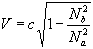 V = c√(1 − N_b²/N_a²)